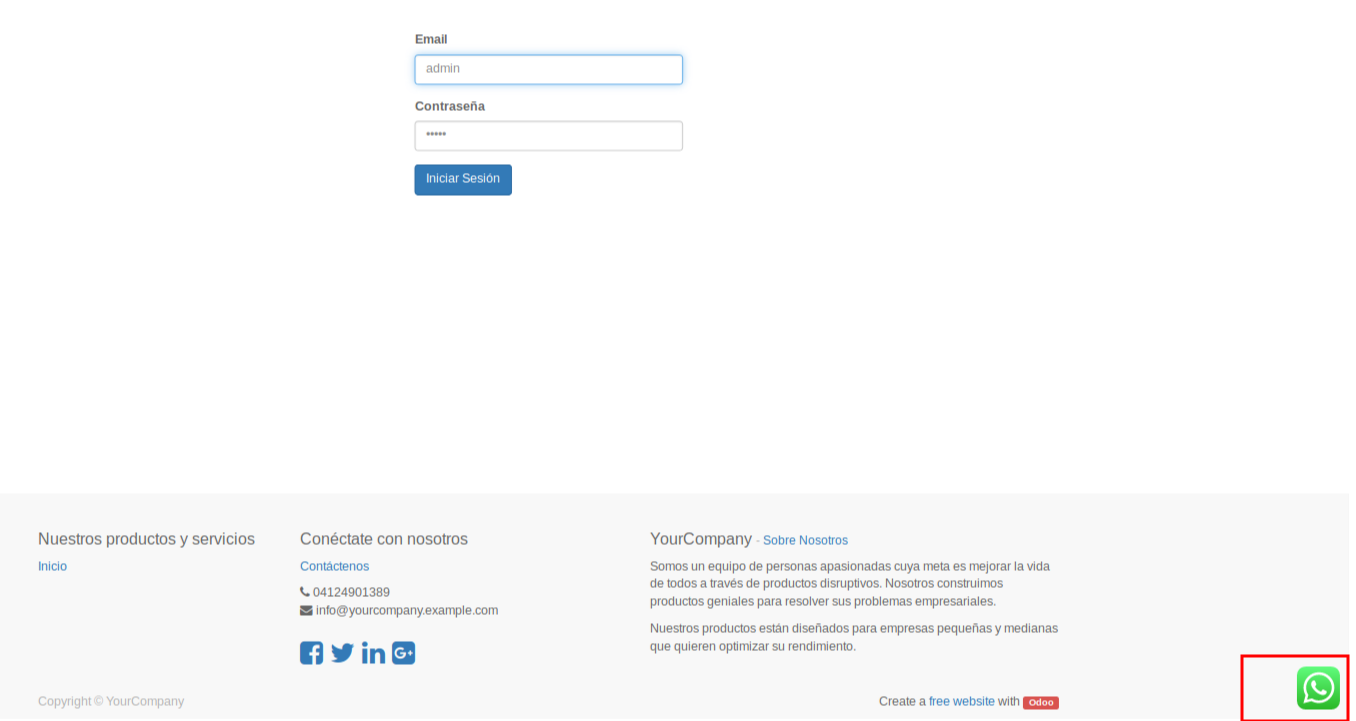 Email
admin
Contraseña
•••••
Iniciar Sesión
Nuestros productos y servicios
Inicio
Conéctate con nosotros
Contáctenos
04124901389
info@yourcompany.example.com
YourCompany - Sobre Nosotros
Somos un equipo de personas apasionadas cuya meta es mejorar la vida
de todos a través de productos disruptivos. Nosotros construimos
productos geniales para resolver sus problemas empresariales.
Nuestros productos están diseñados para empresas pequeñas y medianas
que quieren optimizar su rendimiento.
Copyright © YourCompany
Create a free website with Odoo